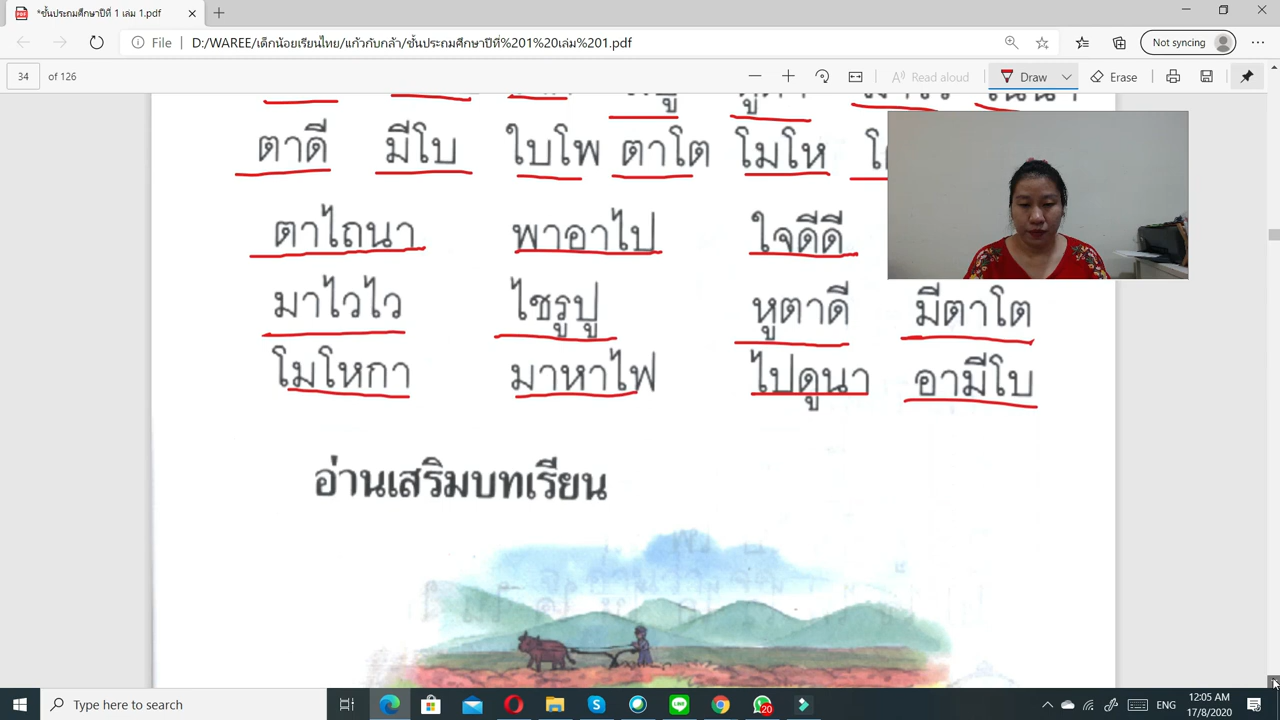 *ชั้นประถมศึกษาปีที่ 1 เล่ม 1.pdf
File D:/WAREE/เด็กน้อยเรียนไทย/แก้วกับกล้า/ชั้นประถมศึกษาปีที่%201%20เล่ม%201.pdf Not syncing
34 of 126 Read aloud Draw Erase
ตาดี มีโบ ใบโพ ตาโต โมโห
ตาไถนา พาอาไป ใจดีดี
มาไวไว ไชรูปู หูตาดี มีตาโต
โมโหกา มาหาไฟ ไปดูนา อามีโบ
อ่านเสริมบทเรียน
Type here to search 20 ENG 12:05 AM
17/8/2020